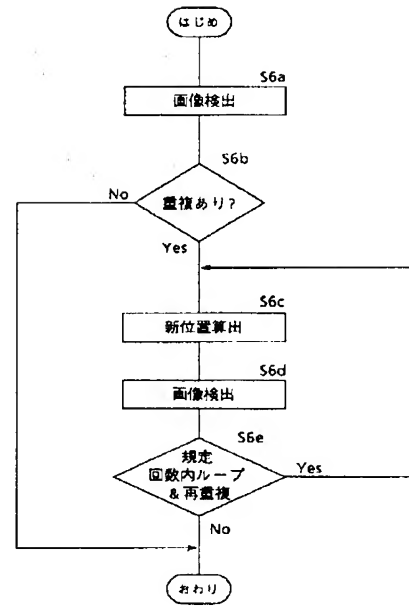 はじめ
S6a
画像検出
S6b
重複あり?
No
Yes
S6c
新位置算出
S6d
画像検出
S6e
規定
回数内ループ
&再重複
Yes
No
おわり